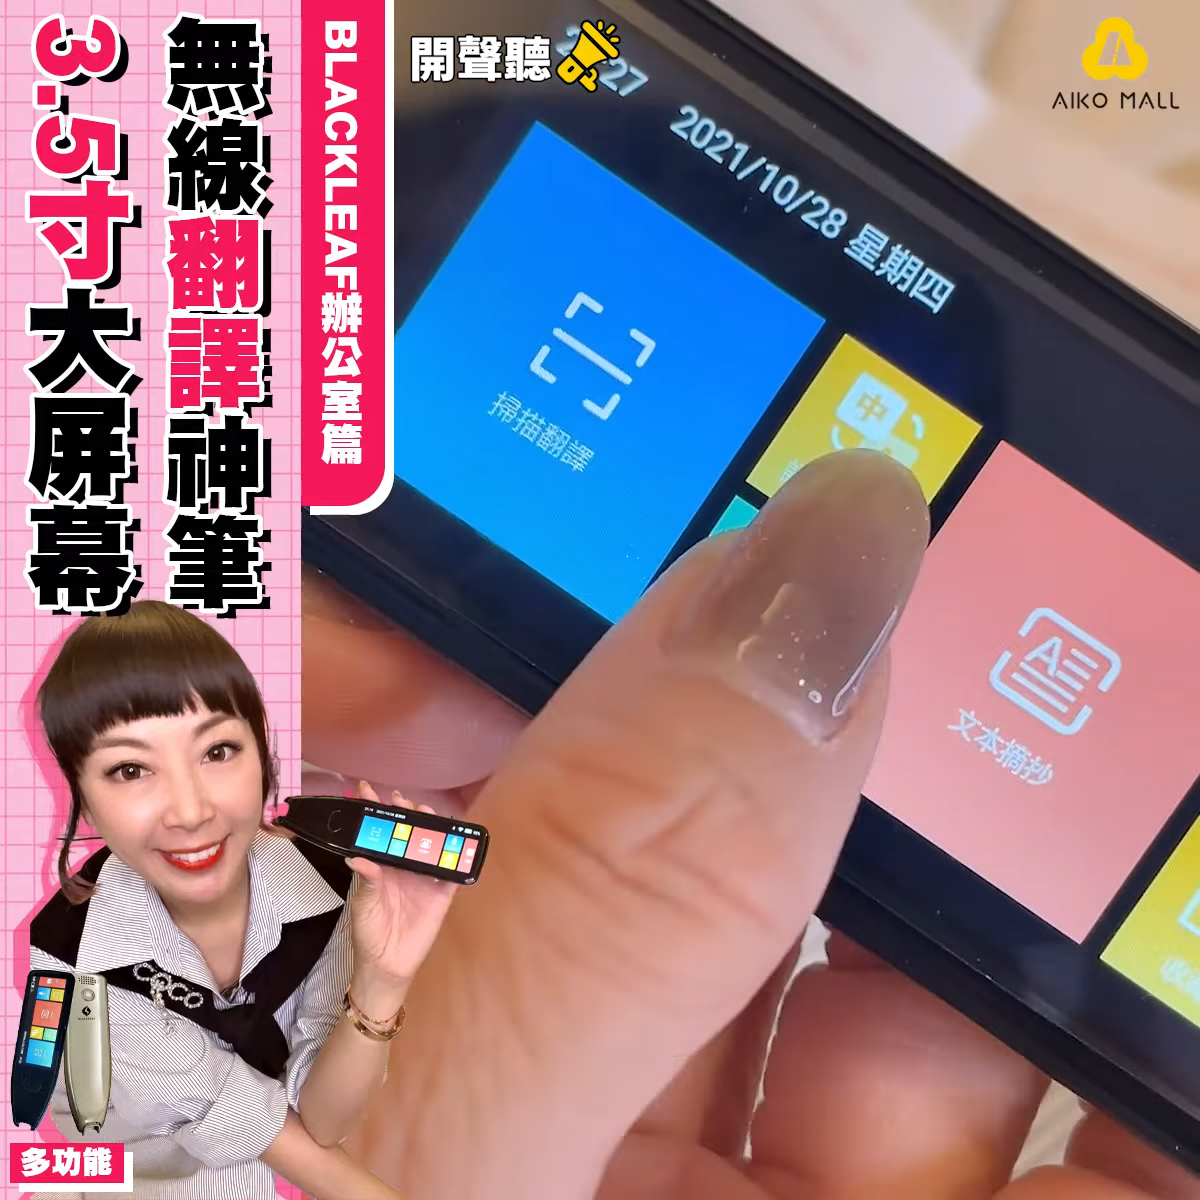 無線翻譯神筆
3.5寸大屏幕
BLACKLEAF辦公室篇
開聲聽
AIKO MALL
27
2021/10/28 星期四
掃描翻譯
中
文本摘抄
coco
多功能